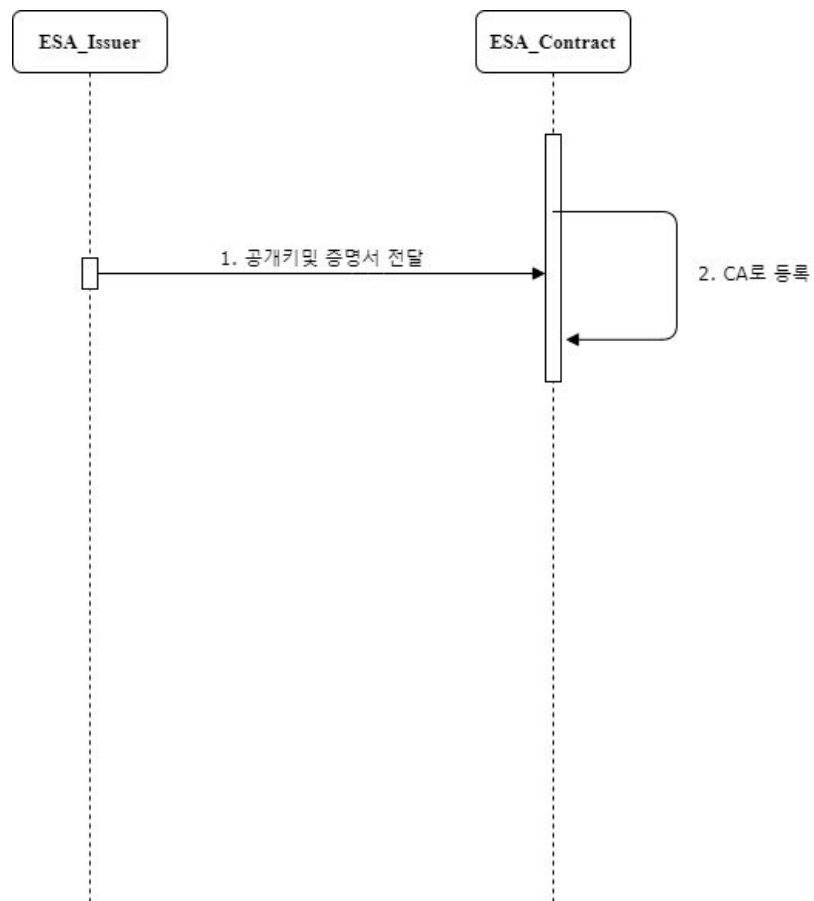 ESA_Issuer
ESA_Contract
1. 공개키및 증명서 전달
2. CA로 등록